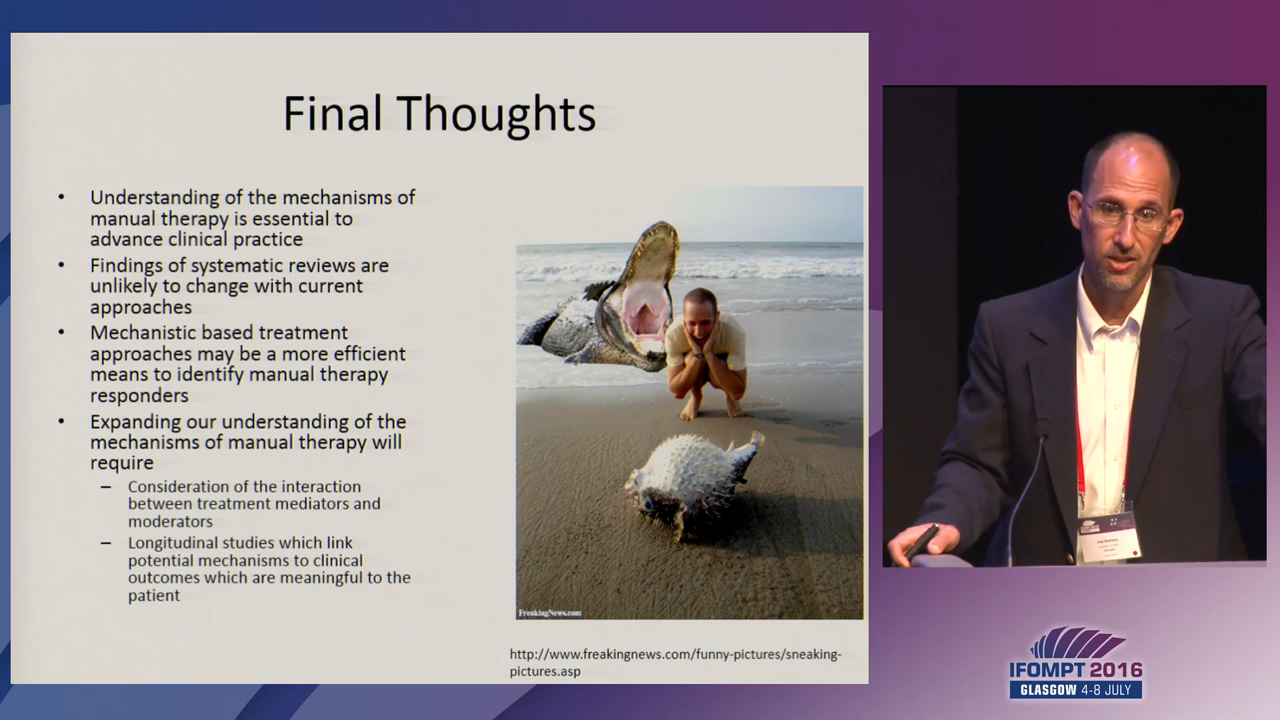 Final Thoughts
• Understanding of the mechanisms of
manual therapy is essential to
advance clinical practice
• Findings of systematic reviews are
unlikely to change with current
approaches
• Mechanistic based treatment
approaches may be a more efficient
means to identify manual therapy
responders
• Expanding our understanding of the
mechanisms of manual therapy will
require
– Consideration of the interaction
between treatment mediators and
moderators
– Longitudinal studies which link
potential mechanisms to clinical
outcomes which are meaningful to the
patient
FreakingNews.com
http://www.freakingnews.com/funny-pictures/sneaking-
pictures.asp
IFOMPT 2016
GLASGOW 4-8 JULY